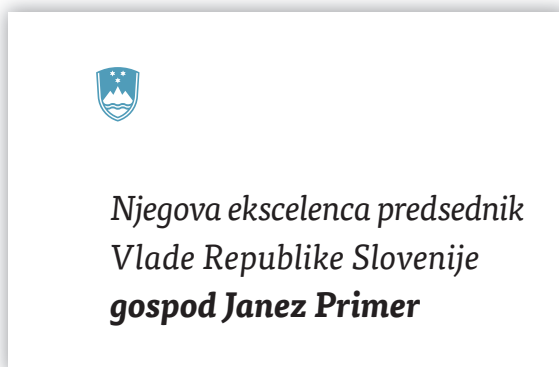 Njegova ekscelenca predsednik
Vlade Republike Slovenije
gospod Janez Primer